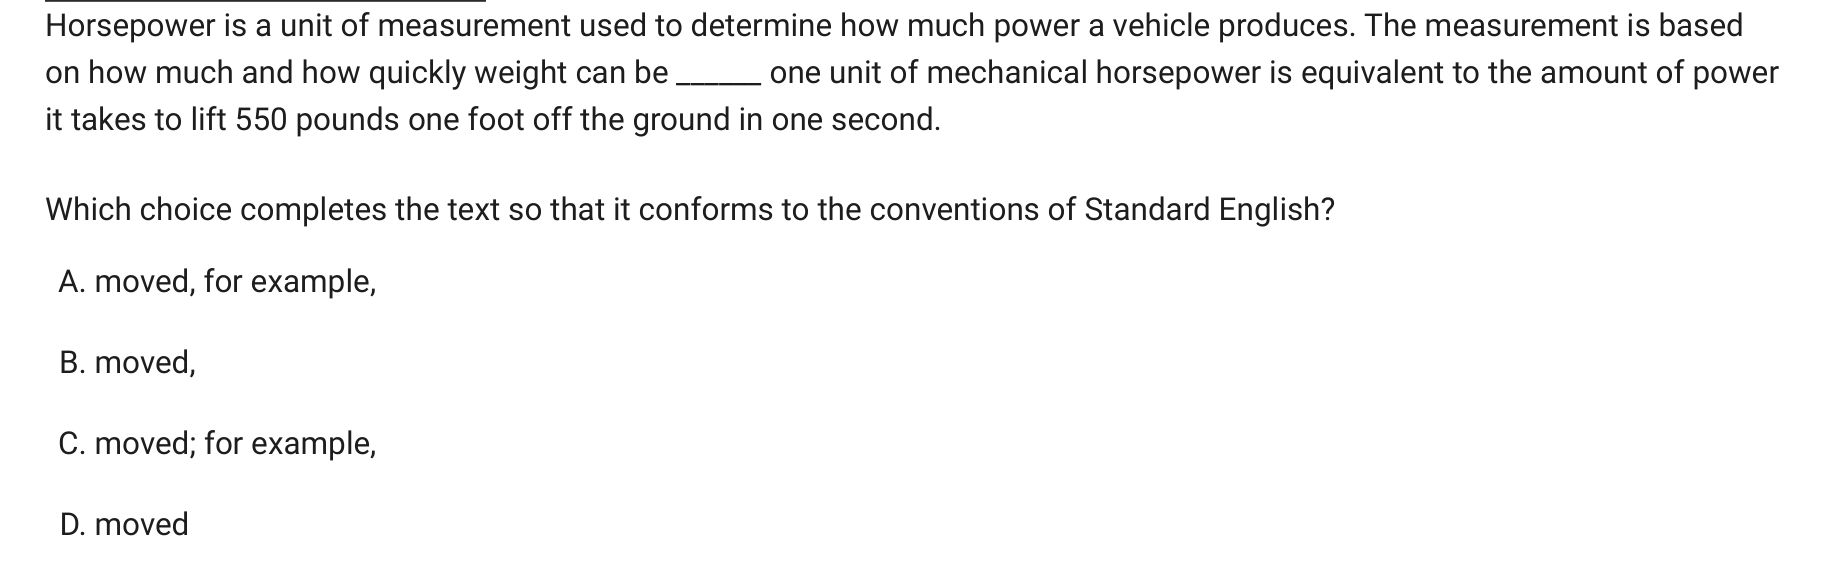 Horsepower is a unit of measurement used to determine how much power a vehicle produces. The measurement is based
on how much and how quickly weight can be ______ one unit of mechanical horsepower is equivalent to the amount of power
it takes to lift 550 pounds one foot off the ground in one second.
Which choice completes the text so that it conforms to the conventions of Standard English?
A. moved, for example,
B. moved,
C. moved; for example,
D. moved